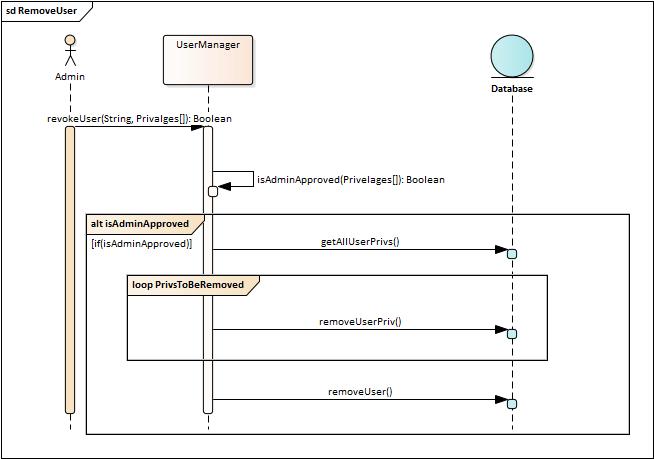 sd RemoveUser
UserManager
Admin
Database
revokeUser(String, Privalges[]): Boolean
isAdminApproved(Privelages[]): Boolean
alt isAdminApproved
[if(isAdminApproved)]
getAllUserPrivs()
loop PrivsToBeRemoved
removeUserPriv()
removeUser()